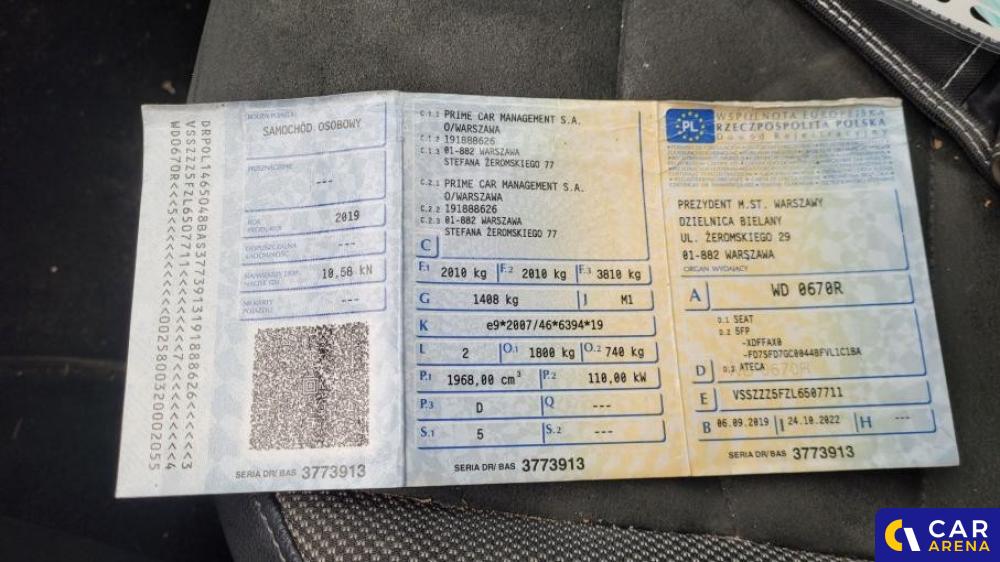 DRPOL1465048BAS3773913191888626<<<<<<<<3
VSSZZZ5FZL6507711<<<<<<<<<<<<7<<<<<<<<<<
RODZAJ POJAZDU
SAMOCHÓD OSOBOWY
PRZEZNACZENIE
---
ROK PRODUKCJI
2019
DOPUSZCZALNA ŁADOWNOŚĆ
---
10,58 kN
NR KARTY POJAZDU
---
SERIA DR/ BAS 3773913
C.1.1 PRIME CAR MANAGEMENT S.A.
O/WARSZAWA
C.1.2 191888626
C.1.3 01-882 WARSZAWA
STEFANA ŻEROMSKIEGO 77
C.2.1 PRIME CAR MANAGEMENT S.A.
O/WARSZAWA
C.2.2 191888626
C.2.3 01-882 WARSZAWA
STEFANA ŻEROMSKIEGO 77
C
F.1 2010 kg F.2 2010 kg F.3 3810 kg
G 1408 kg J M1
K e9*2007/46*6394*19
L 2 O.1 1800 kg O.2 740 kg
P.1 1968,00 cm³ P.2 110,00 kW
P.3 D Q ---
S.1 5 S.2 ---
SERIA DR/ BAS 3773913
PL
WSPÓLNOTA EUROPEJSKA
RZECZPOSPOLITA POLSKA
Dowód Rejestracyjny
PREZYDENT M.ST. WARSZAWY
DZIELNICA BIELANY
UL. ŻEROMSKIEGO 29
01-882 WARSZAWA
ORGAN WYDAJĄCY
A WD 0670R
D.1 SEAT
D.2 5FP
-XDFFAX0
D D.3 ATECA
E VSSZZZ5FZL6507711
B 06.09.2019 I 24.10.2022 H ---
SERIA DR/ BAS 3773913
CAR
ARENA